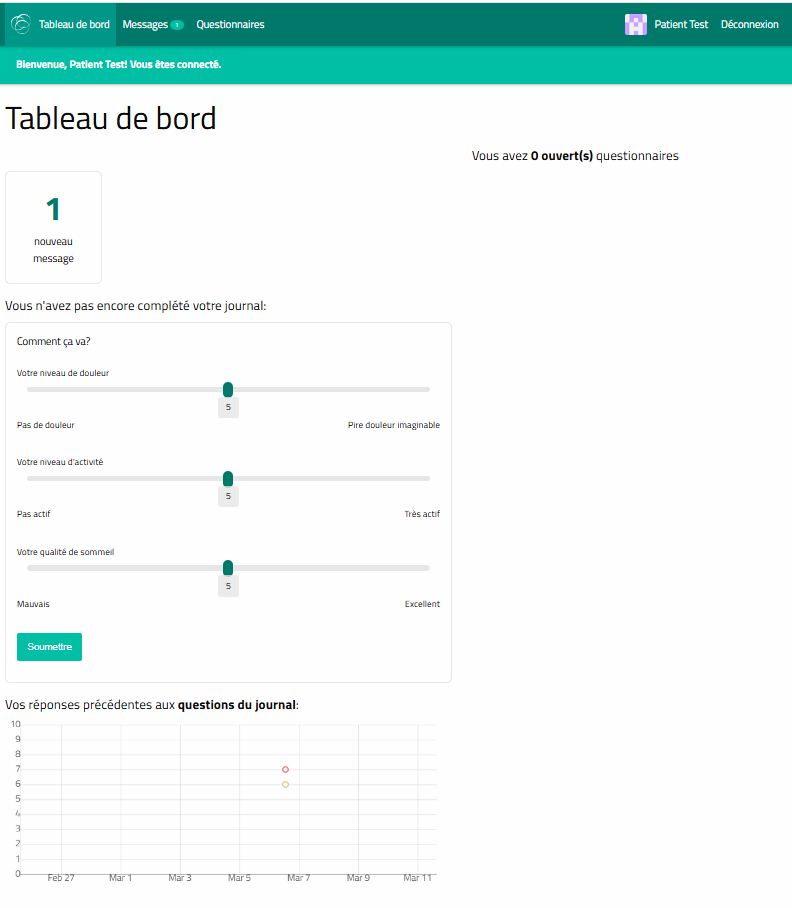 Tableau de bord Messages 1 Questionnaires Patient Test Déconnexion
Bienvenue, Patient Test! Vous êtes connecté.
Tableau de bord
Vous avez 0 ouvert(s) questionnaires
1
nouveau
message
Vous n'avez pas encore complété votre journal:
Comment ça va?
Votre niveau de douleur
5
Pas de douleur Pire douleur imaginable
Votre niveau d'activité
5
Pas actif Très actif
Votre qualité de sommeil
5
Mauvais Excellent
Soumettre
Vos réponses précédentes aux questions du journal:
10
9
8
7
6
5
4
3
2
1
0
Feb 27 Mar 1 Mar 3 Mar 5 Mar 7 Mar 9 Mar 11